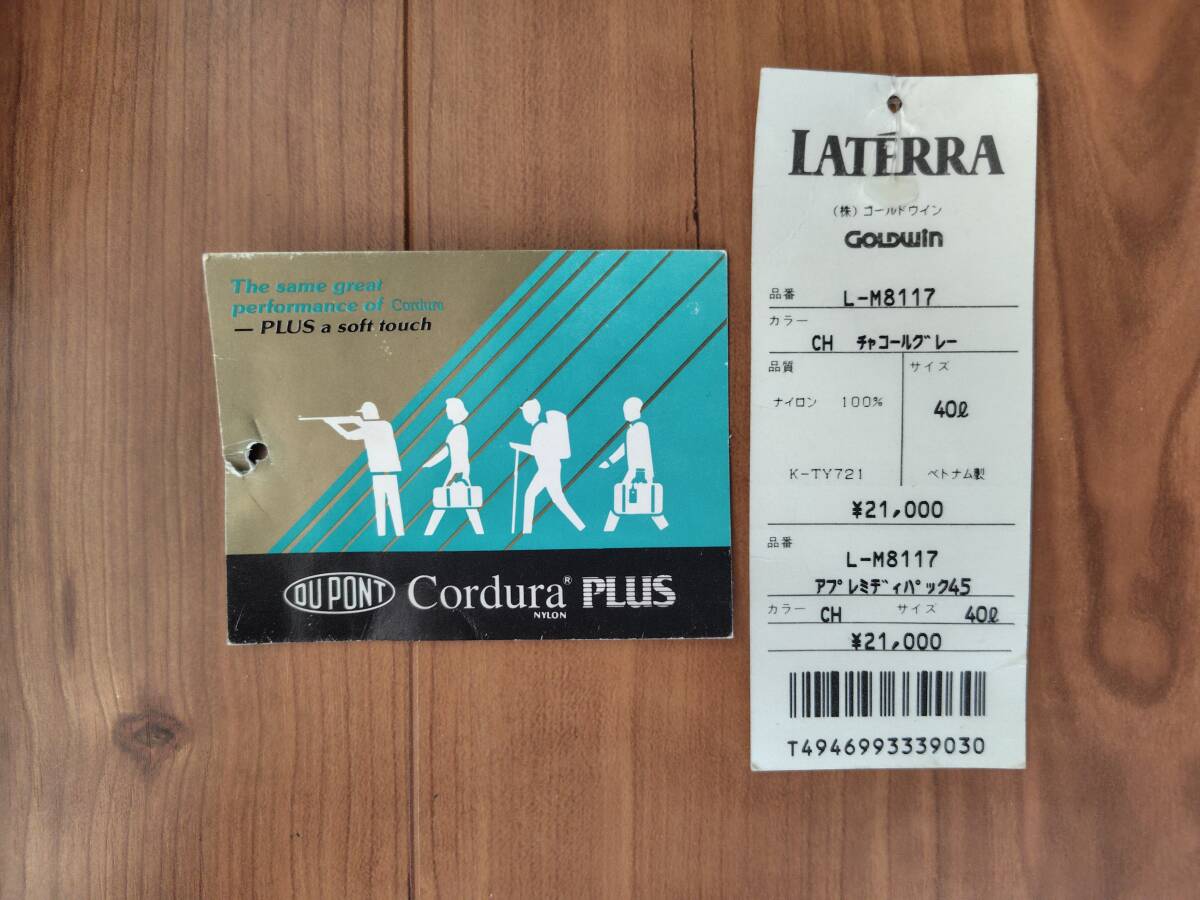 The same great
performance of Cordura
— PLUS a soft touch
DU PONT Cordura® PLUS
NYLON
LATÉRRA
(株)ゴールドウイン
GOLDWIN
品番 L-M8117
カラー
CH チャコールグレー
品質 サイズ
ナイロン 100%
40ℓ
K-TY721 ベトナム製
¥21,000
品番
L-M8117
アプレミディパック45
カラー CH サイズ 40ℓ
¥21,000
T4946993339030